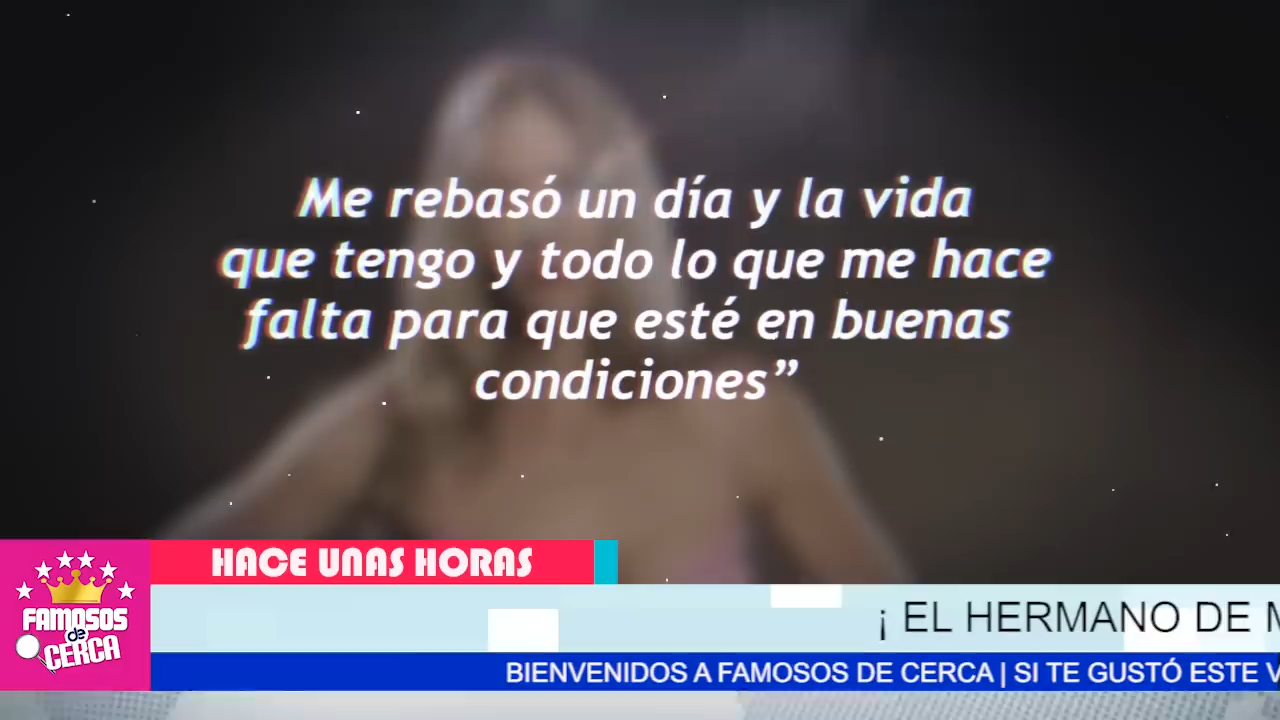 Me rebasó un día y la vida
que tengo y todo lo que me hace
falta para que esté en buenas
condiciones”
HACE UNAS HORAS
FAMOSOS
de
CERCA
¡ EL HERMANO DE
BIENVENIDOS A FAMOSOS DE CERCA | SI TE GUSTÓ ESTE